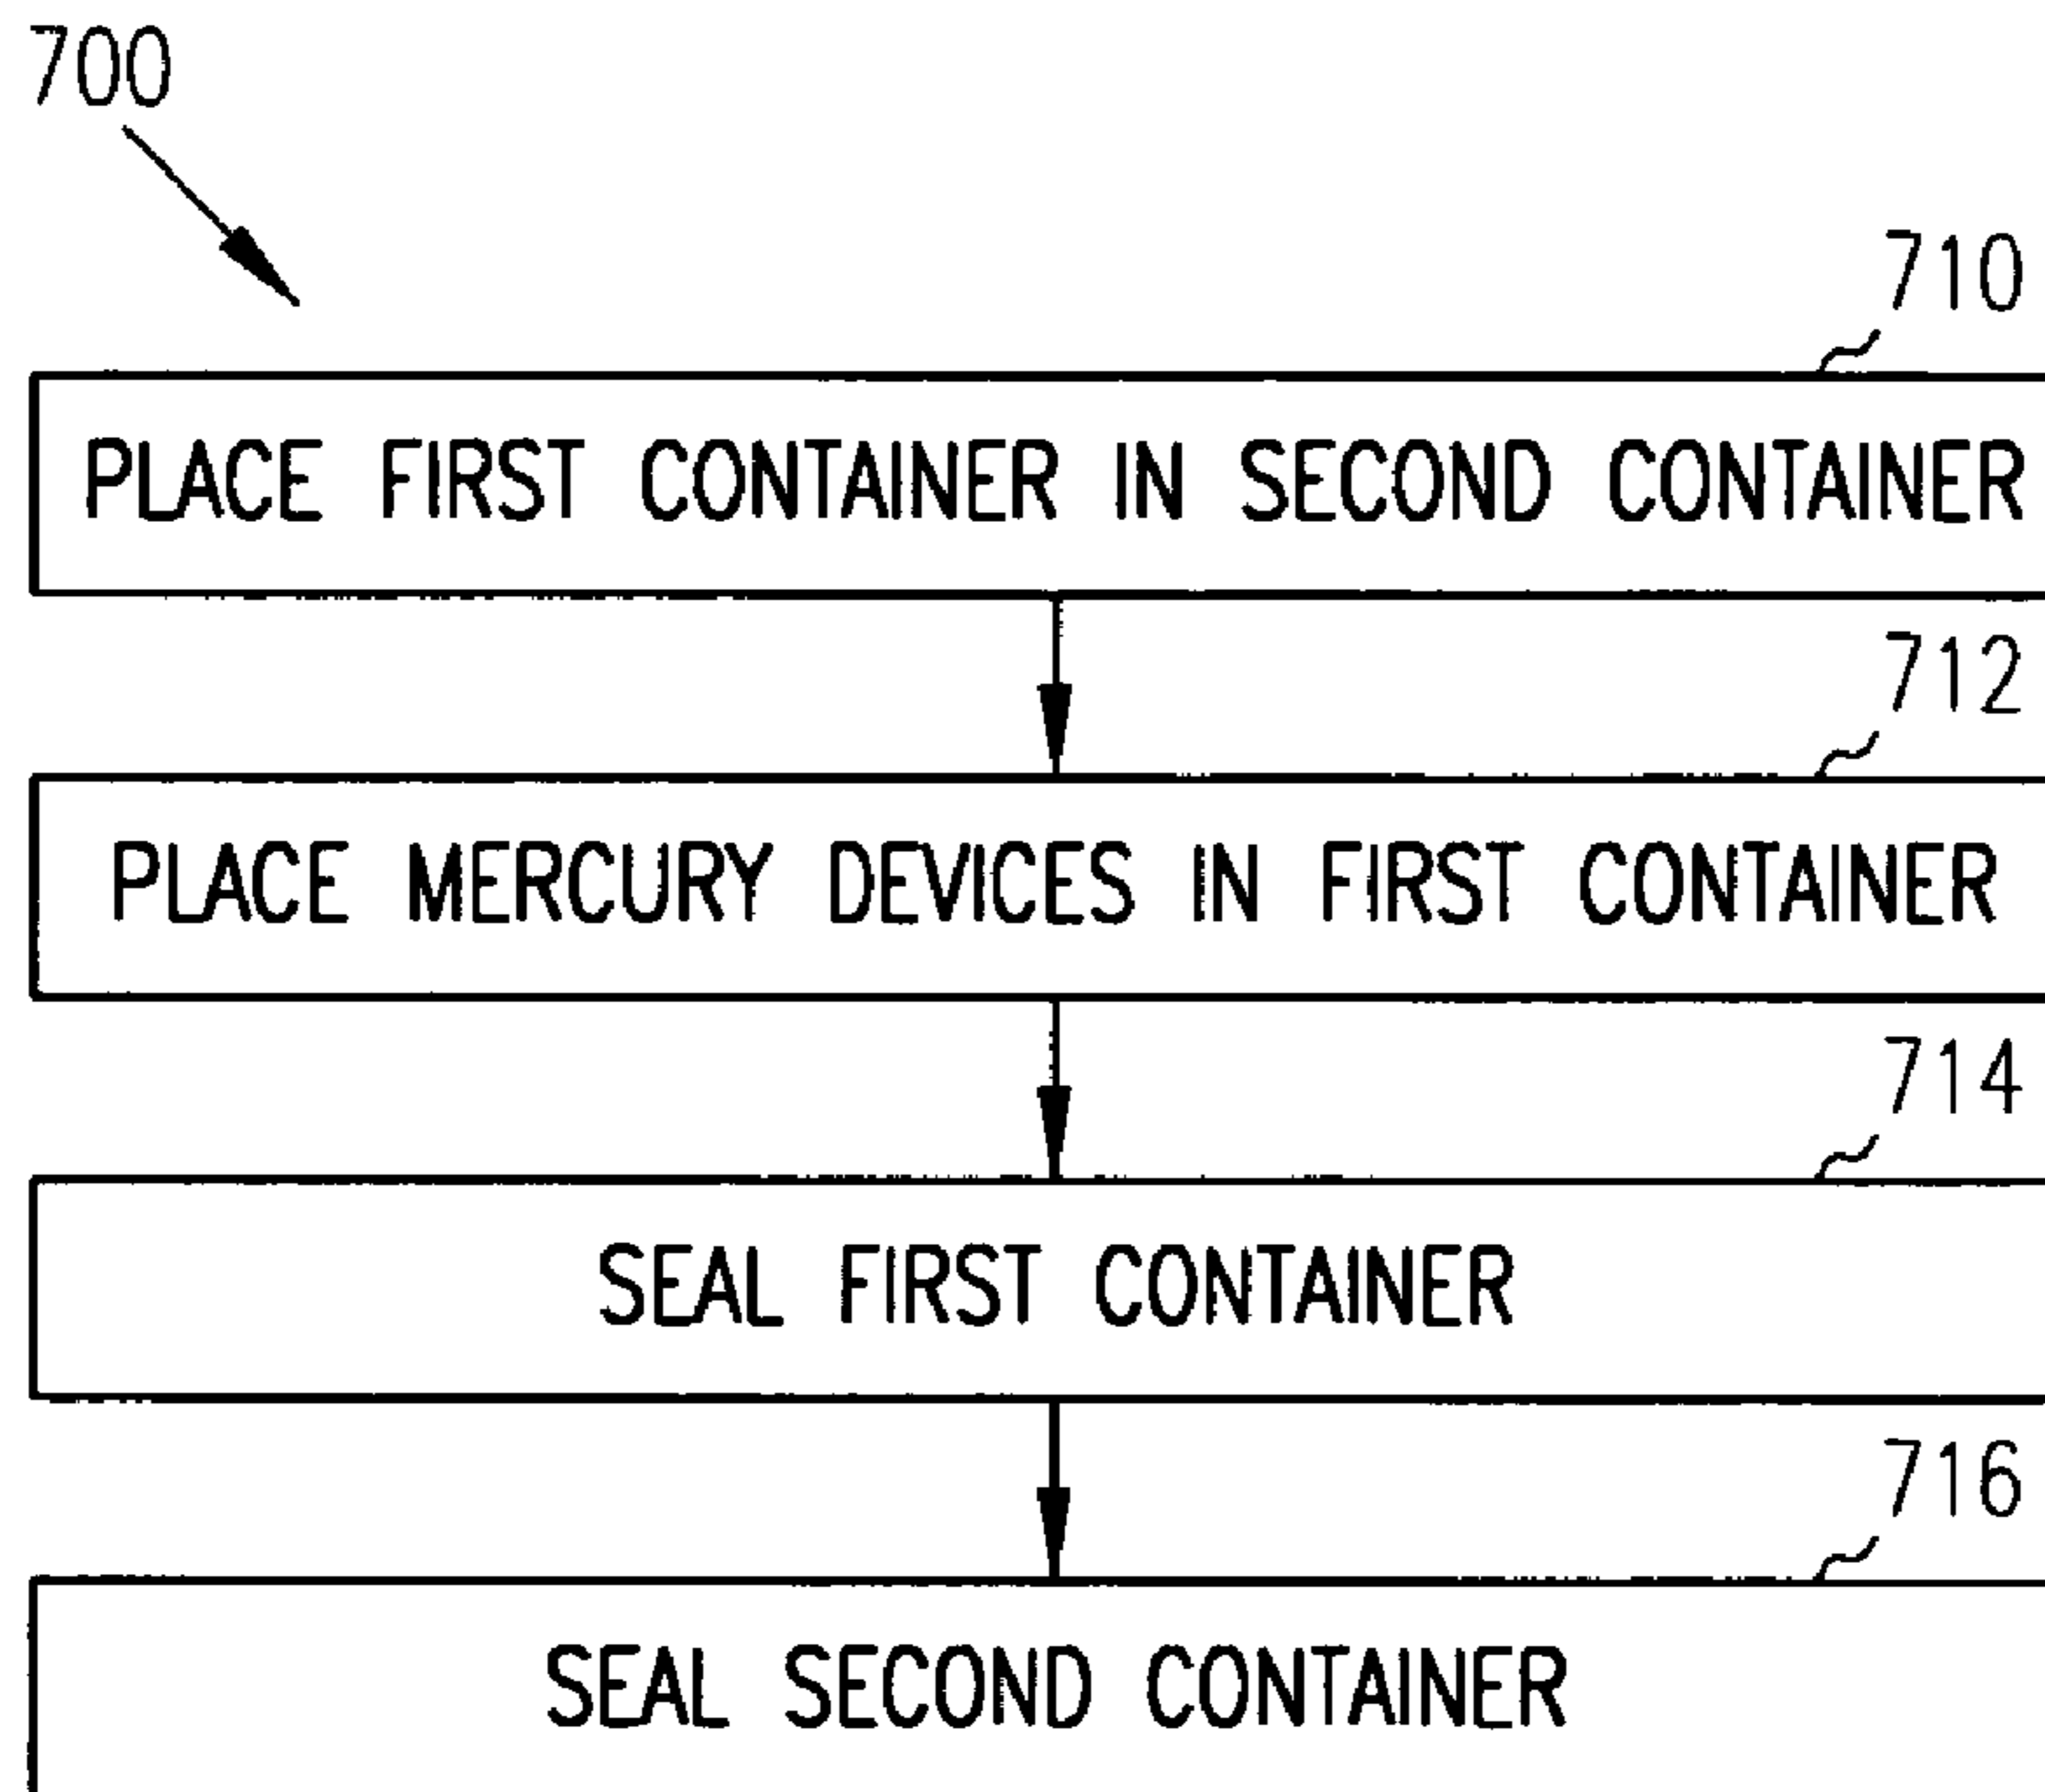 700
710
PLACE FIRST CONTAINER IN SECOND CONTAINER
712
PLACE MERCURY DEVICES IN FIRST CONTAINER
714
SEAL FIRST CONTAINER
716
SEAL SECOND CONTAINER